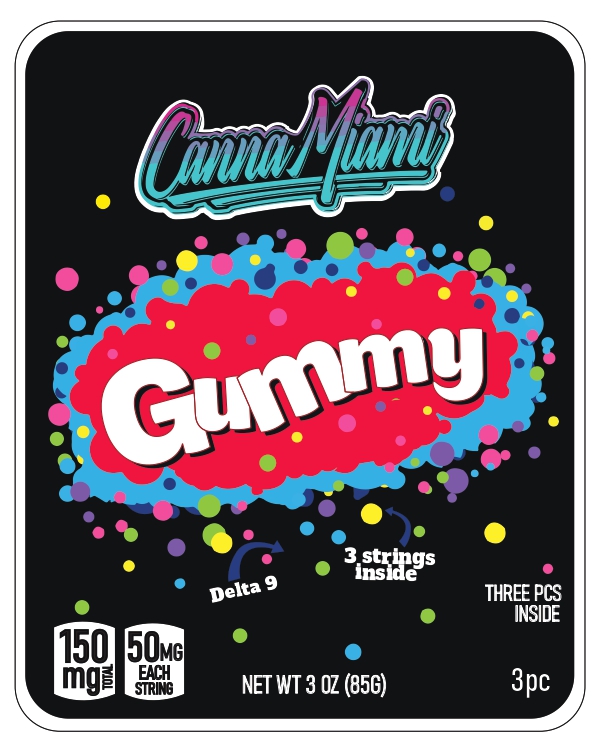 Canna Miami
Gummy
Delta 9
3 strings
inside
THREE PCS
INSIDE
150
mg TOTAL
50MG
EACH
STRING
NET WT 3 OZ (85G)
3pc